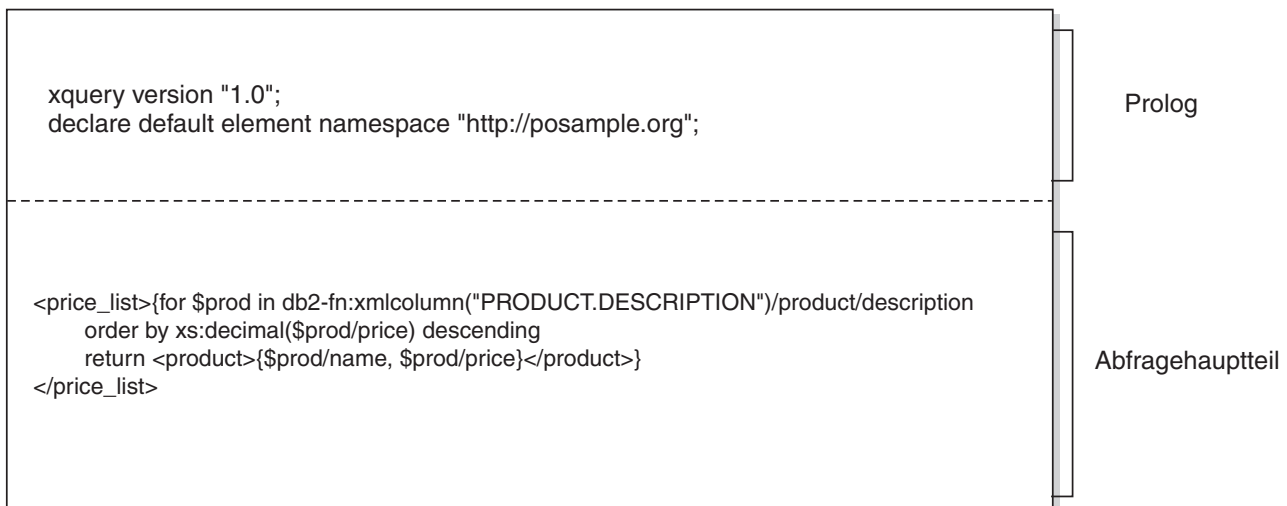 xquery version "1.0";
declare default element namespace "http://posample.org";
Prolog
<price_list>{for $prod in db2-fn:xmlcolumn("PRODUCT.DESCRIPTION")/product/description
order by xs:decimal($prod/price) descending
return <product>{$prod/name, $prod/price}</product>}
</price_list>
Abfragehauptteil